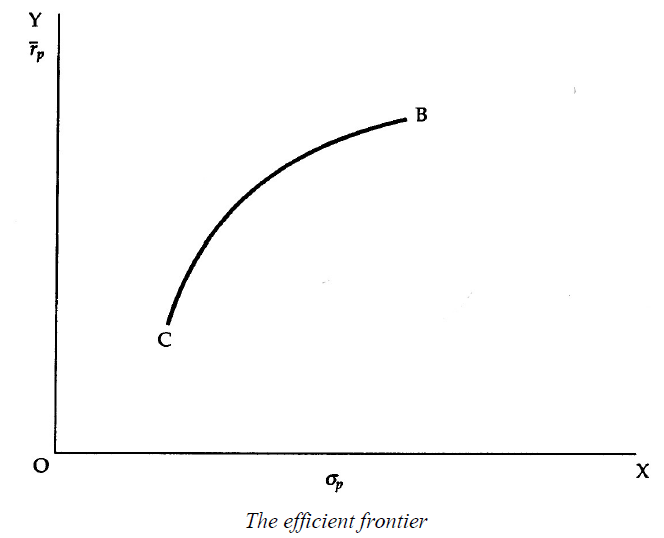 Y
r̄ₚ
B
C
O
σₚ
X
The efficient frontier